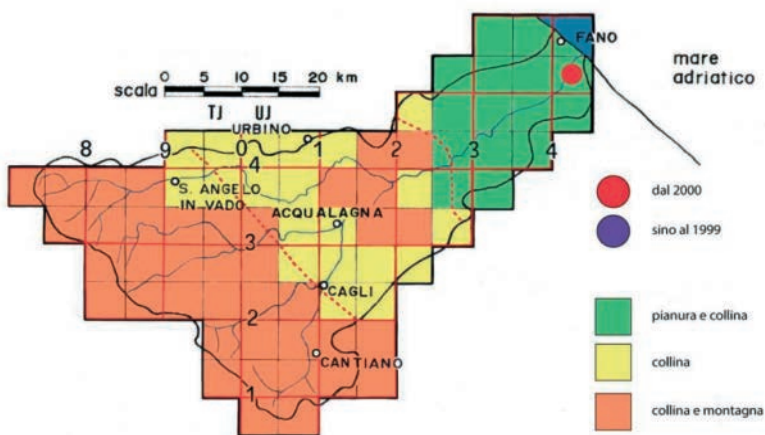 FANO
mare
adriatico
scala 0 5 10 20 km
TJ UJ
URBINO
8 9 0 1 2 3 4
4
S. ANGELO
IN VADO
ACQUALAGNA
3
CAGLI
2
CANTIANO
1
dal 2000
sino al 1999
pianura e collina
collina
collina e montagna